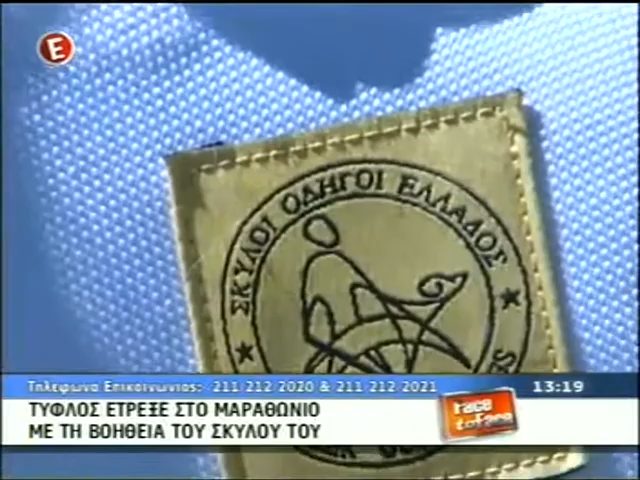 E
ΣΚΥΛΟΙ ΟΔΗΓΟΙ ΕΛΛΑΔΟΣ
Τηλέφωνα Επικοινωνίας: 211 212 2020 & 211 212 2021
13:19
ΤΥΦΛΟΣ ΕΤΡΕΞΕ ΣΤΟ ΜΑΡΑΘΩΝΙΟ
ΜΕ ΤΗ ΒΟΗΘΕΙΑ ΤΟΥ ΣΚΥΛΟΥ ΤΟΥ
face
to Face